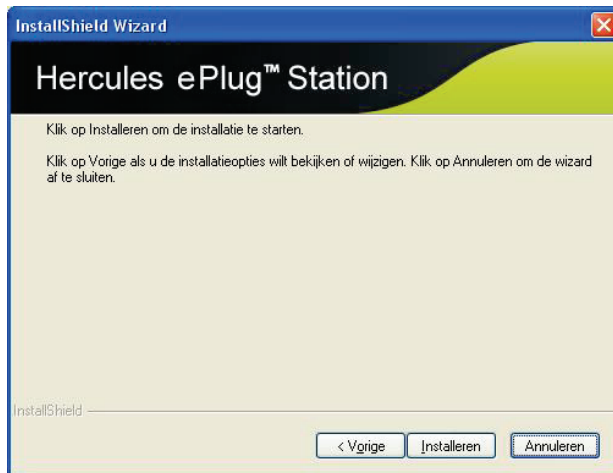 InstallShield Wizard
Hercules ePlug™ Station
Klik op Installeren om de installatie te starten.
Klik op Vorige als u de installatieopties wilt bekijken of wijzigen. Klik op Annuleren om de wizard
af te sluiten.
InstallShield
< Vorige
Installeren
Annuleren